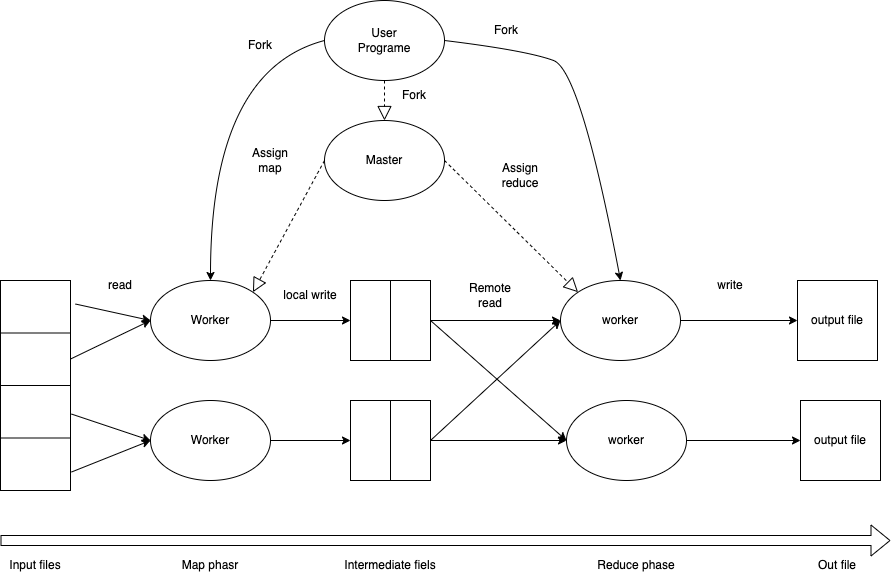 User
Programe
Fork
Fork
Fork
Master
Assign
map
Assign
reduce
read
Worker
local write
Remote
read
worker
write
output file
Worker
worker
output file
Input files
Map phasr
Intermediate fiels
Reduce phase
Out file